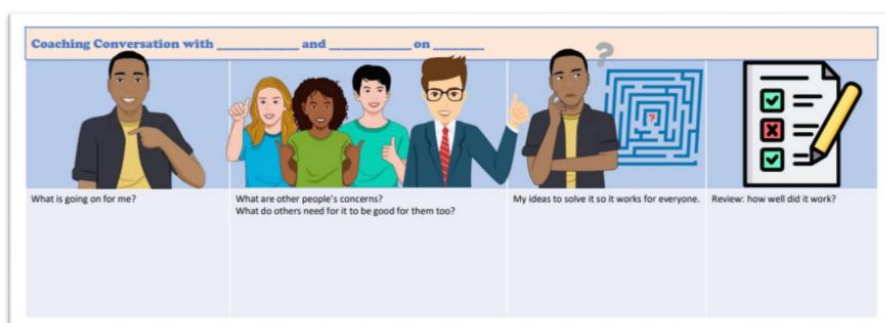 Coaching Conversation with ____________ and ____________ on _______
?
?
What is going on for me?
What are other people's concerns?
What do others need for it to be good for them too?
My ideas to solve it so it works for everyone.
Review: how well did it work?